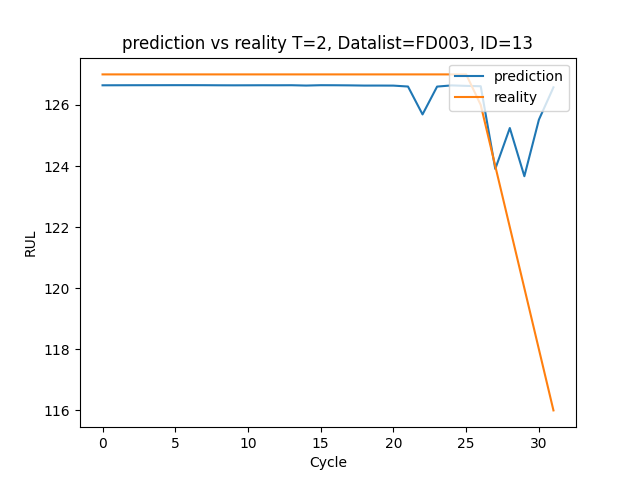 prediction vs reality T=2, Datalist=FD003, ID=13
prediction
reality
RUL
126
124
122
120
118
116
0
5
10
15
20
25
30
Cycle